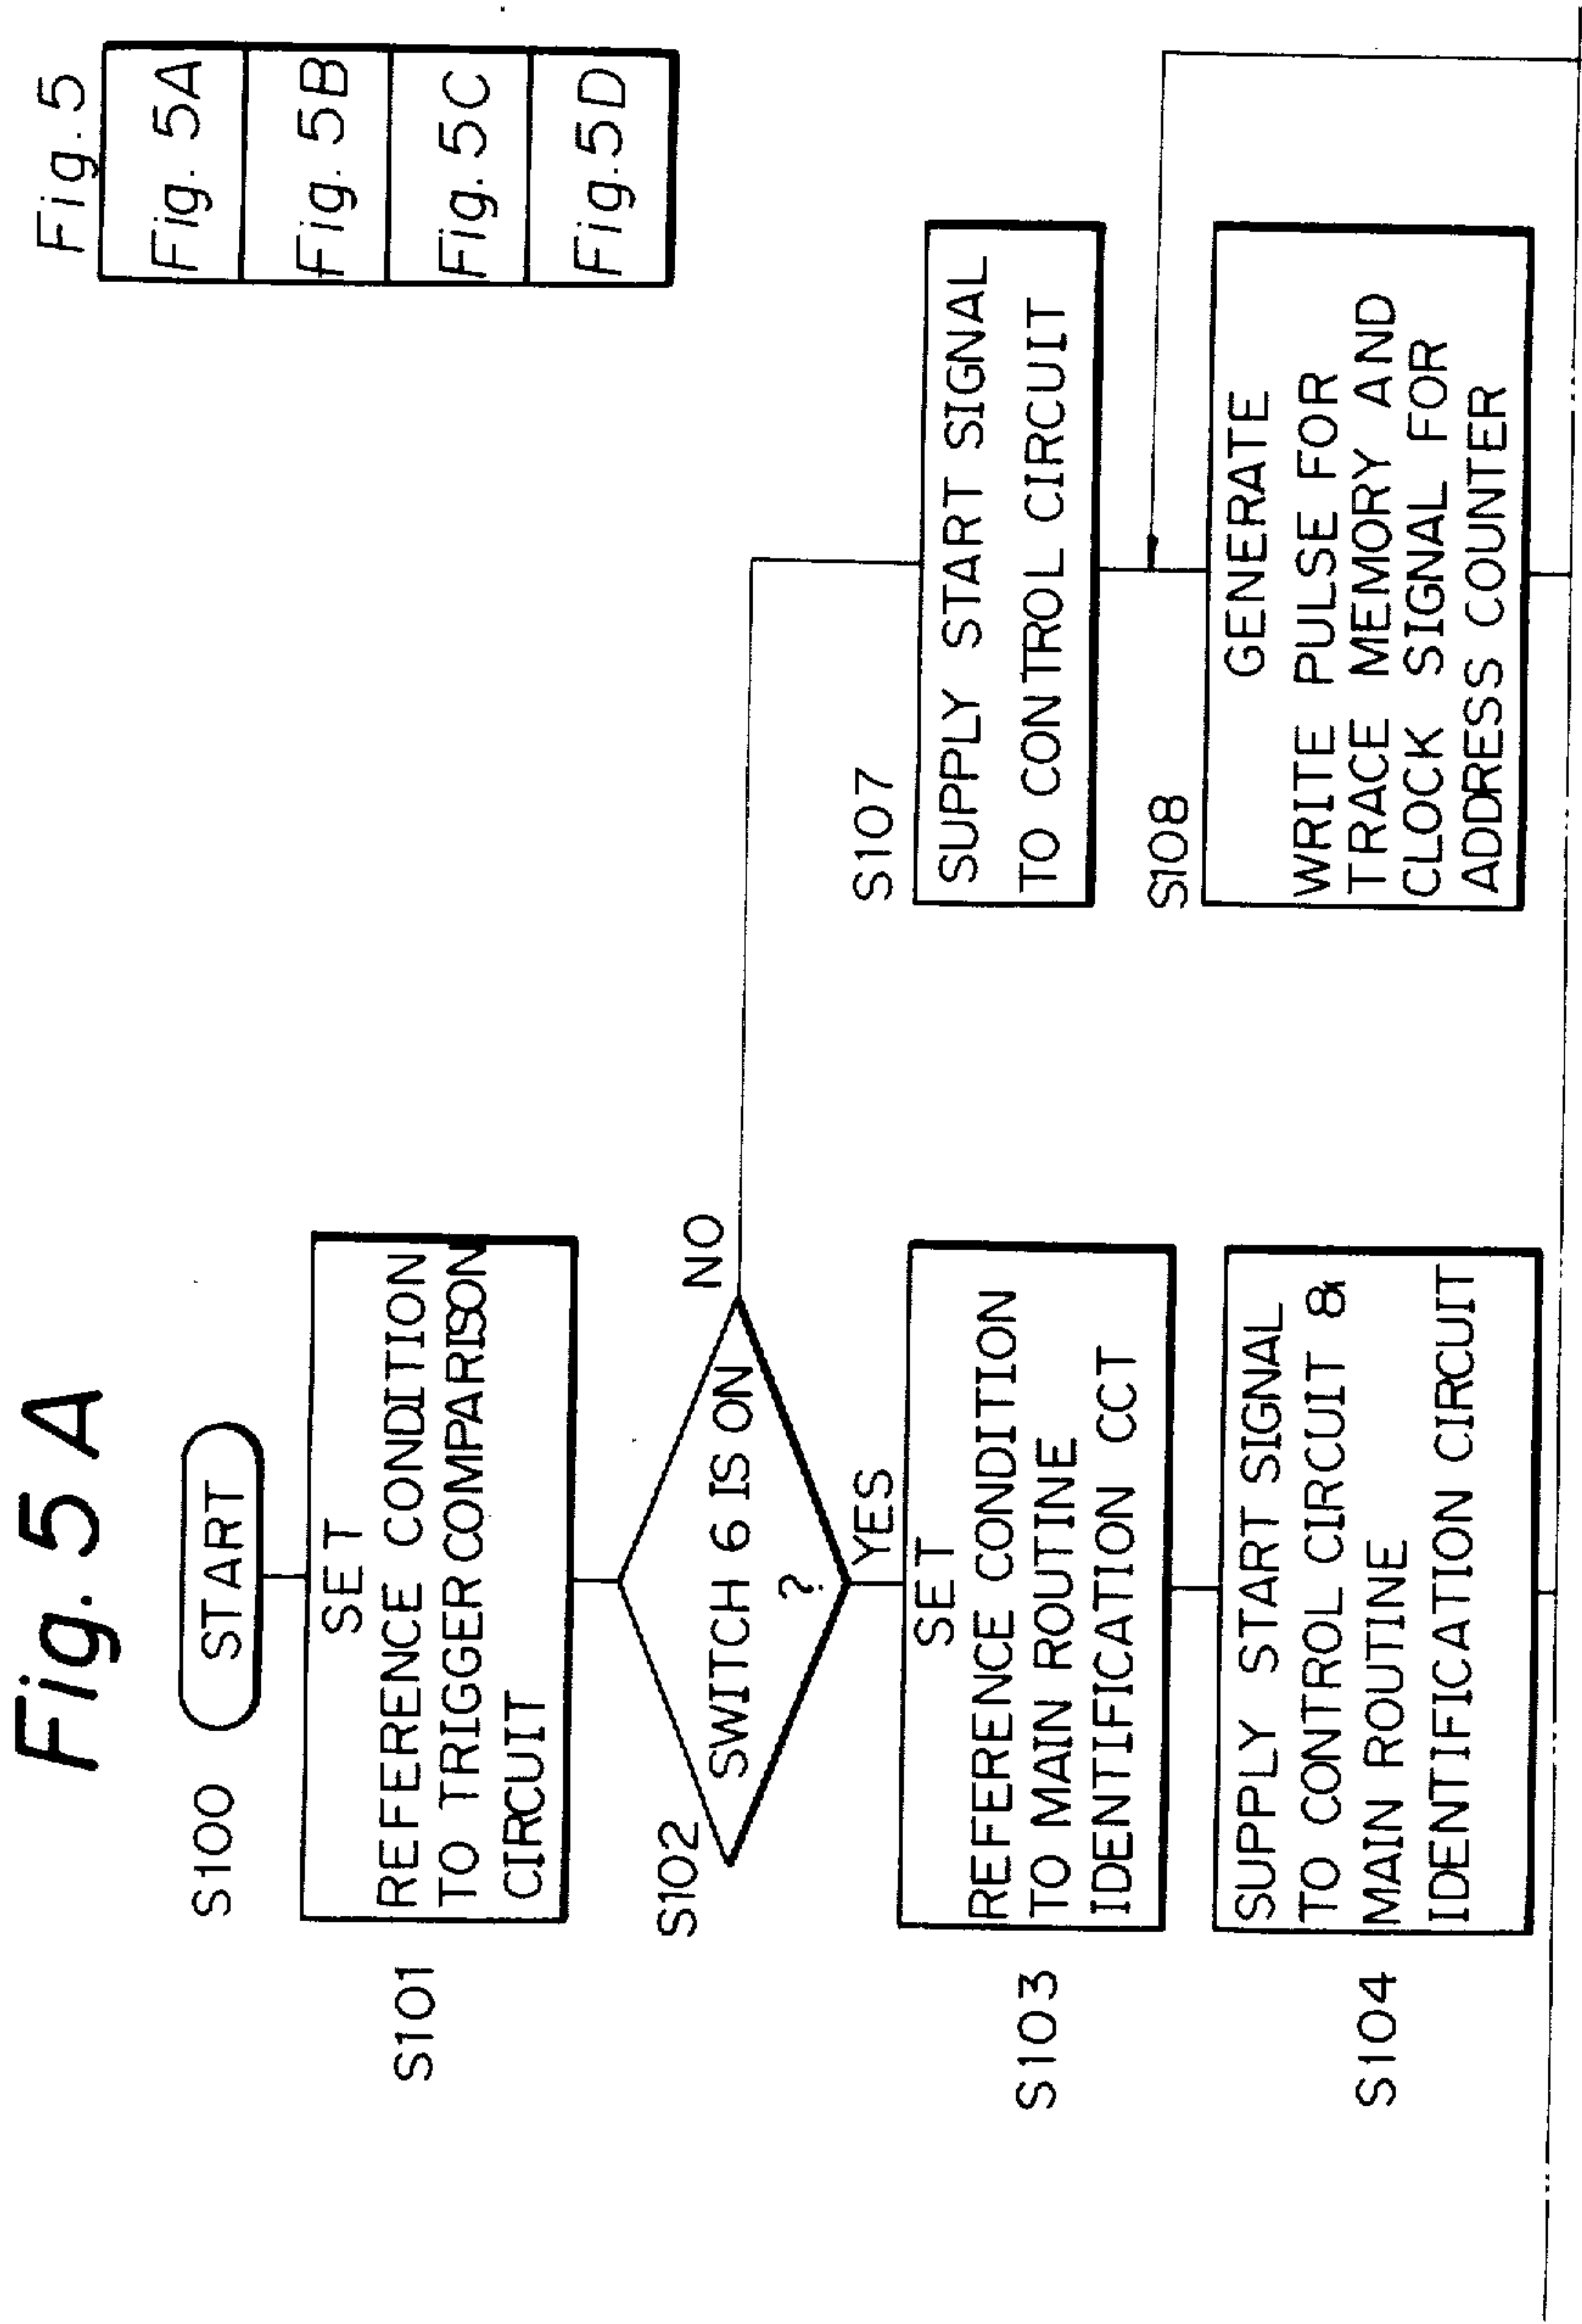 Fig. 5 A
Fig. 5
Fig. 5A
Fig. 5B
Fig. 5C
Fig. 5D
S100
START
S101
SET
REFERENCE CONDITION
TO TRIGGER COMPARISON
CIRCUIT
S102
SWITCH 6 IS ON
?
NO
YES
S103
SET
REFERENCE CONDITION
TO MAIN ROUTINE
IDENTIFICATION CCT
S104
SUPPLY START SIGNAL
TO CONTROL CIRCUIT &
MAIN ROUTINE
IDENTIFICATION CIRCUIT
S107
SUPPLY START SIGNAL
TO CONTROL CIRCUIT
S108
GENERATE
WRITE PULSE FOR
TRACE MEMORY AND
CLOCK SIGNAL FOR
ADDRESS COUNTER